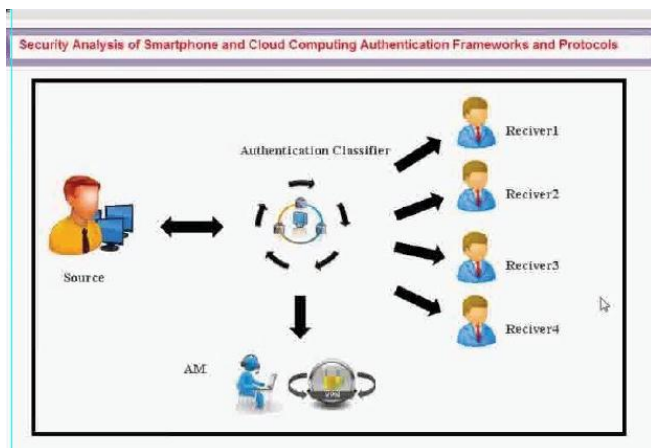 Security Analysis of Smartphone and Cloud Computing Authentication Frameworks and Protocols
Authentication Classifier
Reciver1
Reciver2
Source
Reciver3
Reciver4
AM
VPN